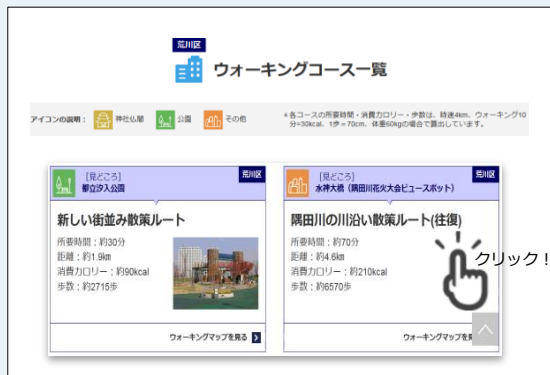 荒川区
ウォーキングコース一覧
アイコンの説明： 神社仏閣 公園 その他
* 各コースの所要時間・消費カロリー・歩数は、時速4km、ウォーキング10
分=30kcal、1歩＝70cm、体重60kgの場合で算出しています。
[見どころ]
都立汐入公園
荒川区
新しい街並み散策ルート
所要時間：約30分
距離：約1.9km
消費カロリー：約90kcal
歩数：約2715歩
ウォーキングマップを見る
[見どころ]
水神大橋（隅田川花火大会ビュースポット）
荒川区
隅田川の川沿い散策ルート(往復)
所要時間：約70分
距離：約4.6km
消費カロリー：約210kcal
歩数：約6570歩
クリック！
ウォーキングマップを見